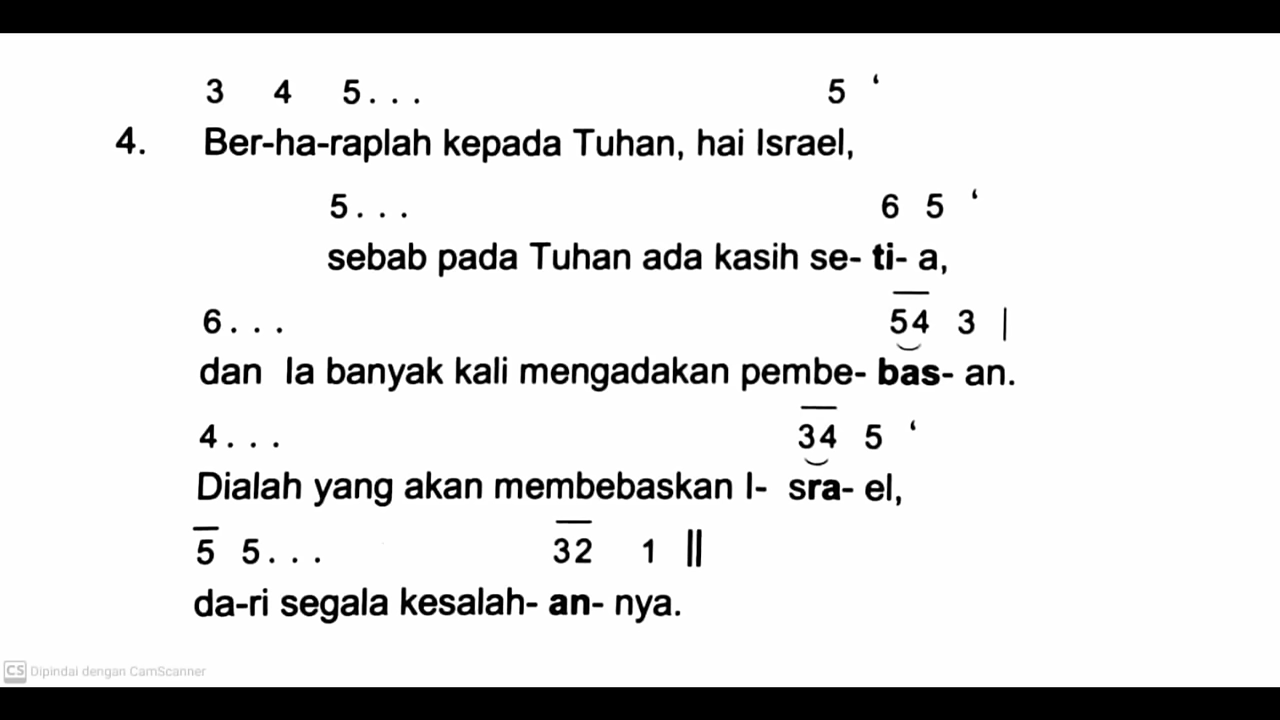 3 4 5. . . 5 ‘
4. Ber-ha-raplah kepada Tuhan, hai Israel,
5. . . 6 5 ‘
sebab pada Tuhan ada kasih se- ti- a,
6. . . 54 3 |
dan Ia banyak kali mengadakan pembe- bas- an.
4. . . 34 5 ‘
Dialah yang akan membebaskan I- sra- el,
5 5. . . 32 1 ||
da-ri segala kesalah- an- nya.
CS Dipindai dengan CamScanner